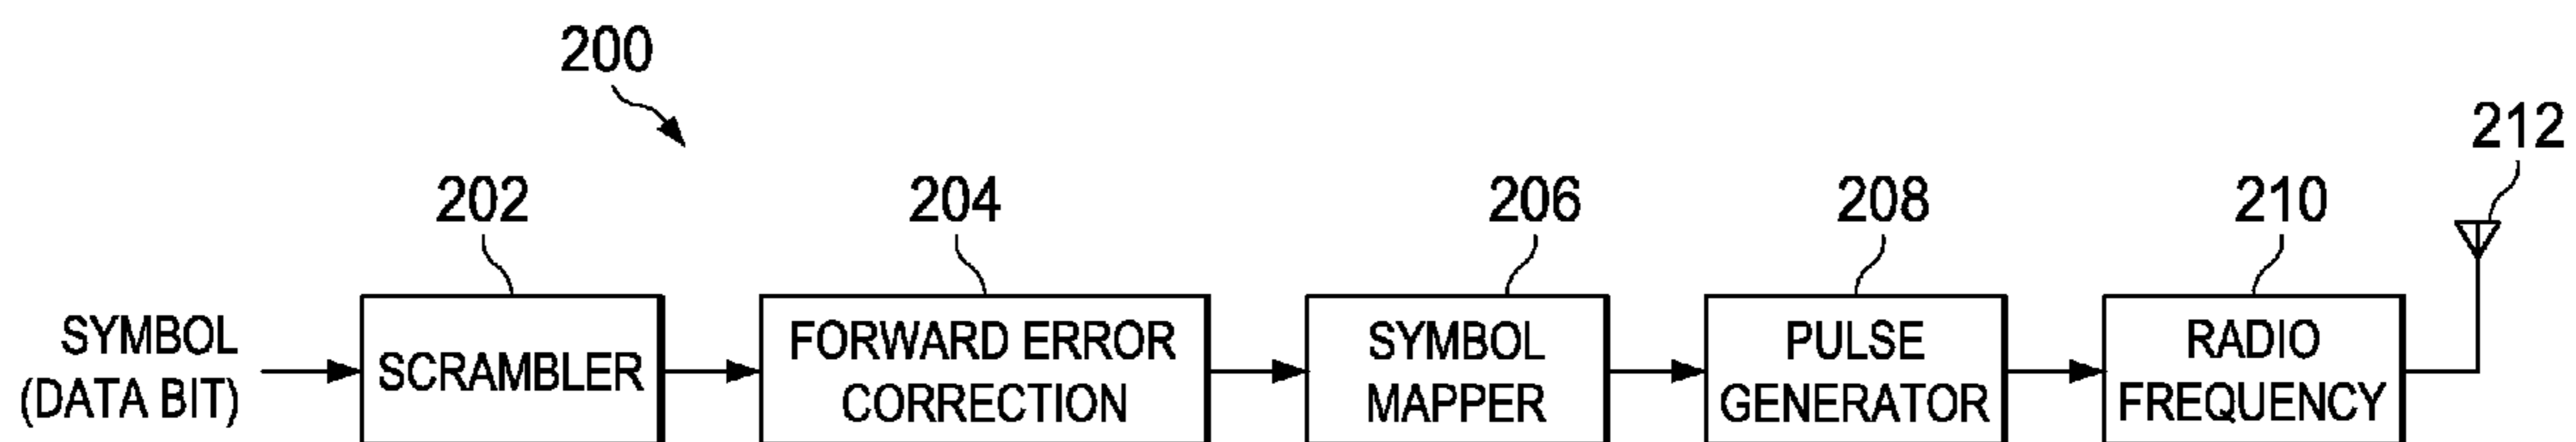 200
212
202
204
206
208
210
SYMBOL
(DATA BIT)
SCRAMBLER
FORWARD ERROR
CORRECTION
SYMBOL
MAPPER
PULSE
GENERATOR
RADIO
FREQUENCY